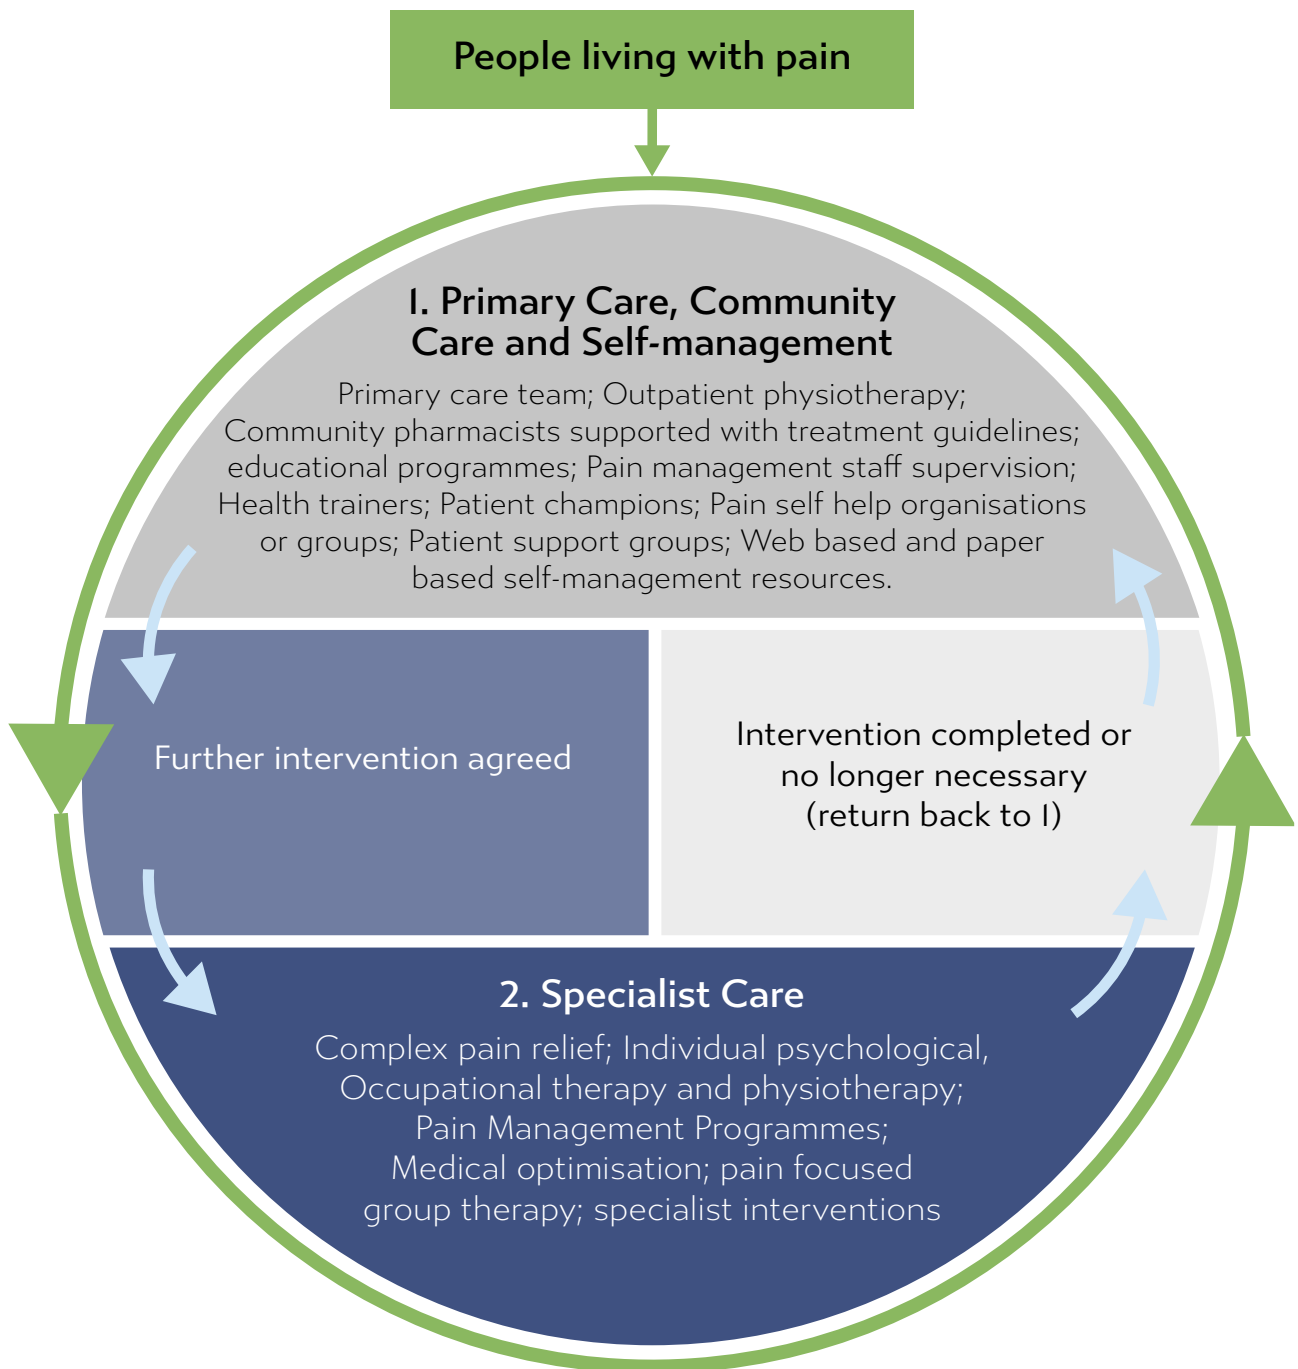 People living with pain
1. Primary Care, Community
Care and Self-management
Primary care team; Outpatient physiotherapy;
Community pharmacists supported with treatment guidelines;
educational programmes; Pain management staff supervision;
Health trainers; Patient champions; Pain self help organisations
or groups; Patient support groups; Web based and paper
based self-management resources.
Further intervention agreed
Intervention completed or
no longer necessary
(return back to 1)
2. Specialist Care
Complex pain relief; Individual psychological,
Occupational therapy and physiotherapy;
Pain Management Programmes;
Medical optimisation; pain focused
group therapy; specialist interventions